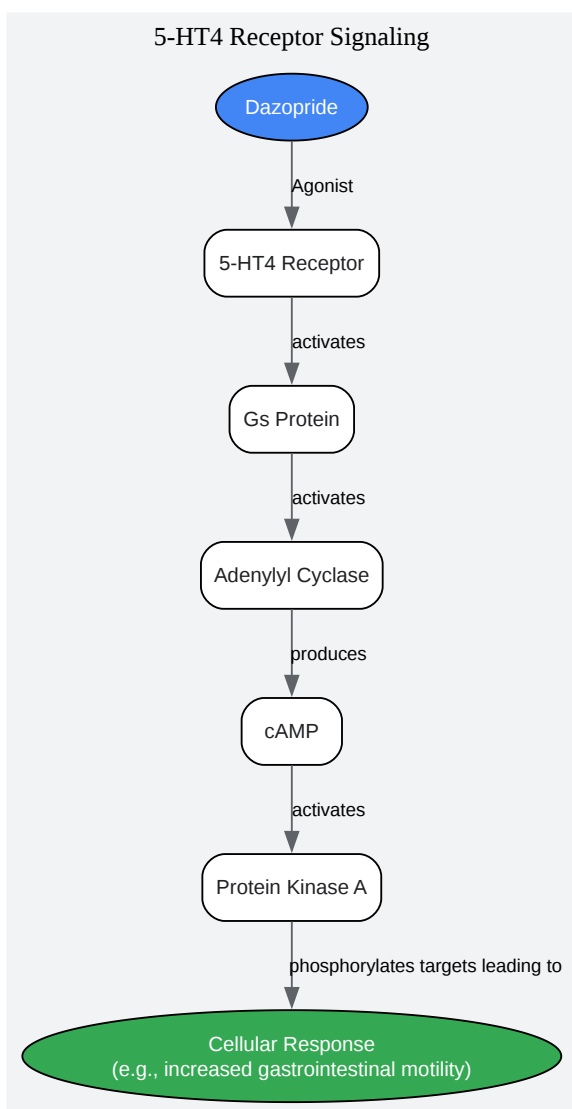 5-HT4 Receptor Signaling
Dazopride
Agonist
5-HT4 Receptor
activates
Gs Protein
activates
Adenylyl Cyclase
produces
cAMP
activates
Protein Kinase A
phosphorylates targets leading to
Cellular Response
(e.g., increased gastrointestinal motility)